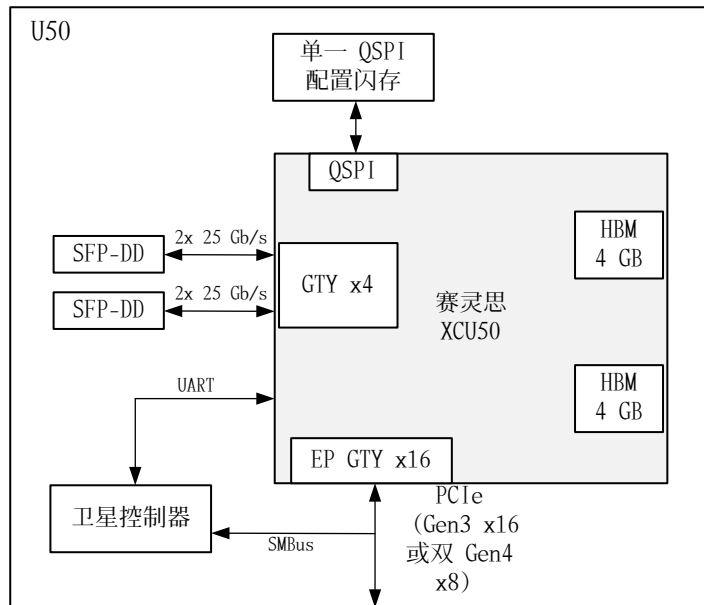 U50
单一 QSPI
配置闪存
QSPI
2x 25 Gb/s
SFP-DD
2x 25 Gb/s
SFP-DD
GTY x4
HBM
4 GB
赛灵思
XCU50
HBM
4 GB
UART
EP GTY x16
卫星控制器
SMBus
PCIe
（Gen3 x16
或双 Gen4
x8）